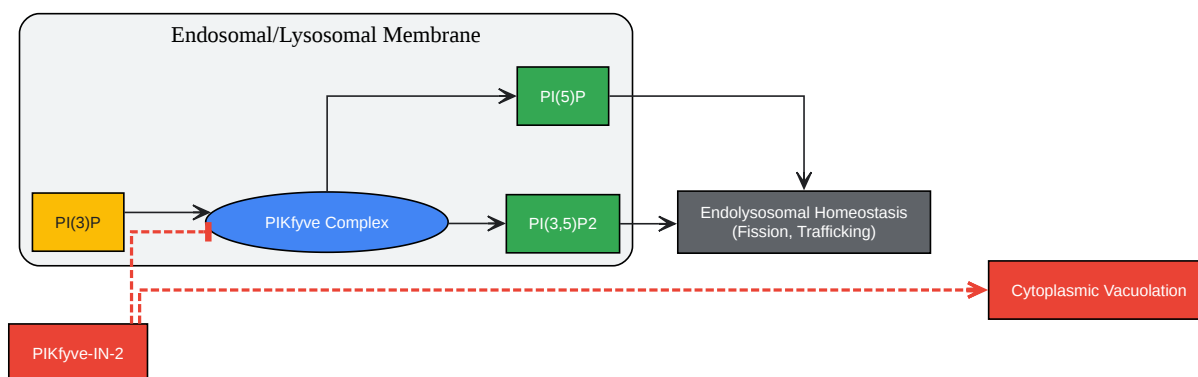 Endosomal/Lysosomal Membrane
PI(5)P
PI(3)P
PIKfyve Complex
PI(3,5)P2
Endolysosomal Homeostasis
(Fission, Trafficking)
Cytoplasmic Vacuolation
PIKfyve-IN-2